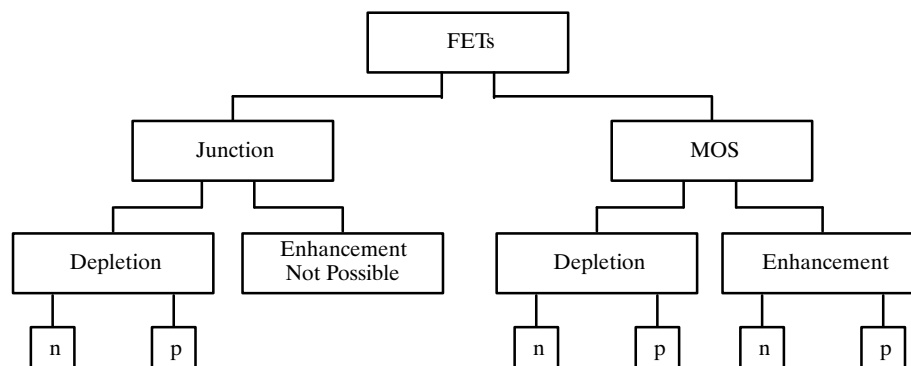 FETs
Junction
MOS
Depletion
Enhancement
Not Possible
Depletion
Enhancement
n
p
n
p
n
p